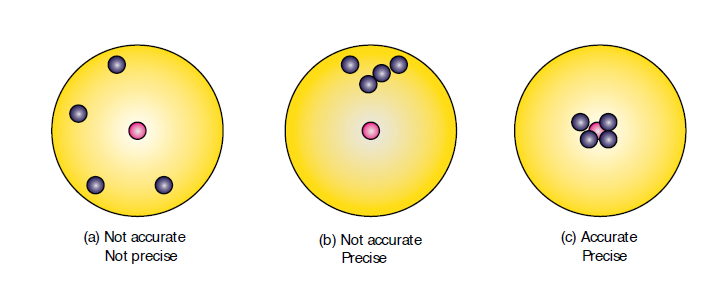 (a) Not accurate
Not precise
(b) Not accurate
Precise
(c) Accurate
Precise